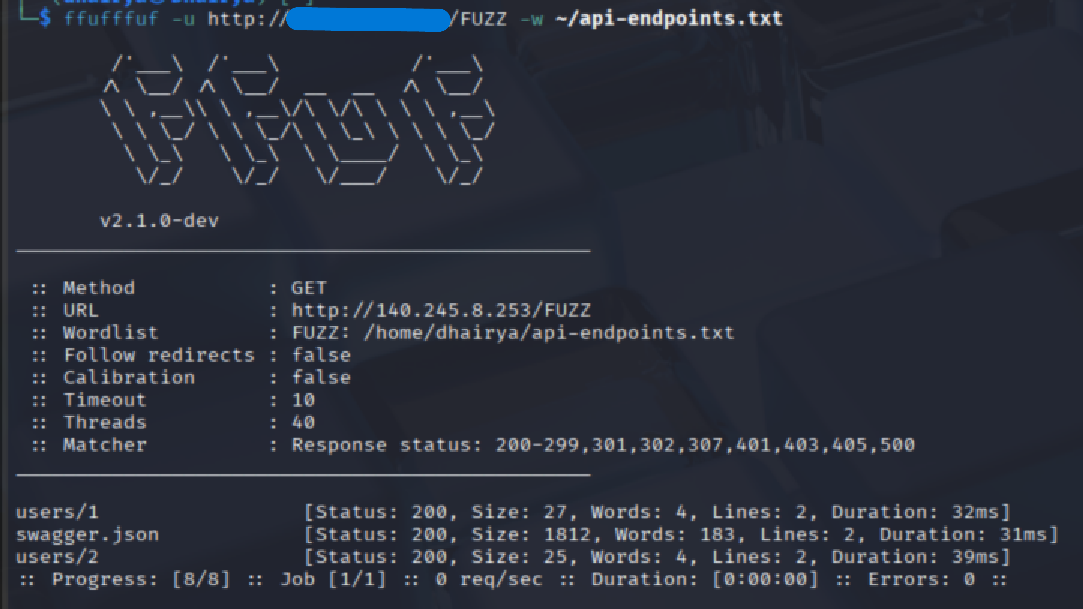 $ ffufffuf -u http:// /FUZZ -w ~/api-endpoints.txt
v2.1.0-dev
:: Method : GET
:: URL : http://140.245.8.253/FUZZ
:: Wordlist : FUZZ: /home/dhairya/api-endpoints.txt
:: Follow redirects : false
:: Calibration : false
:: Timeout : 10
:: Threads : 40
:: Matcher : Response status: 200-299,301,302,307,401,403,405,500
users/1 [Status: 200, Size: 27, Words: 4, Lines: 2, Duration: 32ms]
swagger.json [Status: 200, Size: 1812, Words: 183, Lines: 2, Duration: 31ms]
users/2 [Status: 200, Size: 25, Words: 4, Lines: 2, Duration: 39ms]
:: Progress: [8/8] :: Job [1/1] :: 0 req/sec :: Duration: [0:00:00] :: Errors: 0 ::